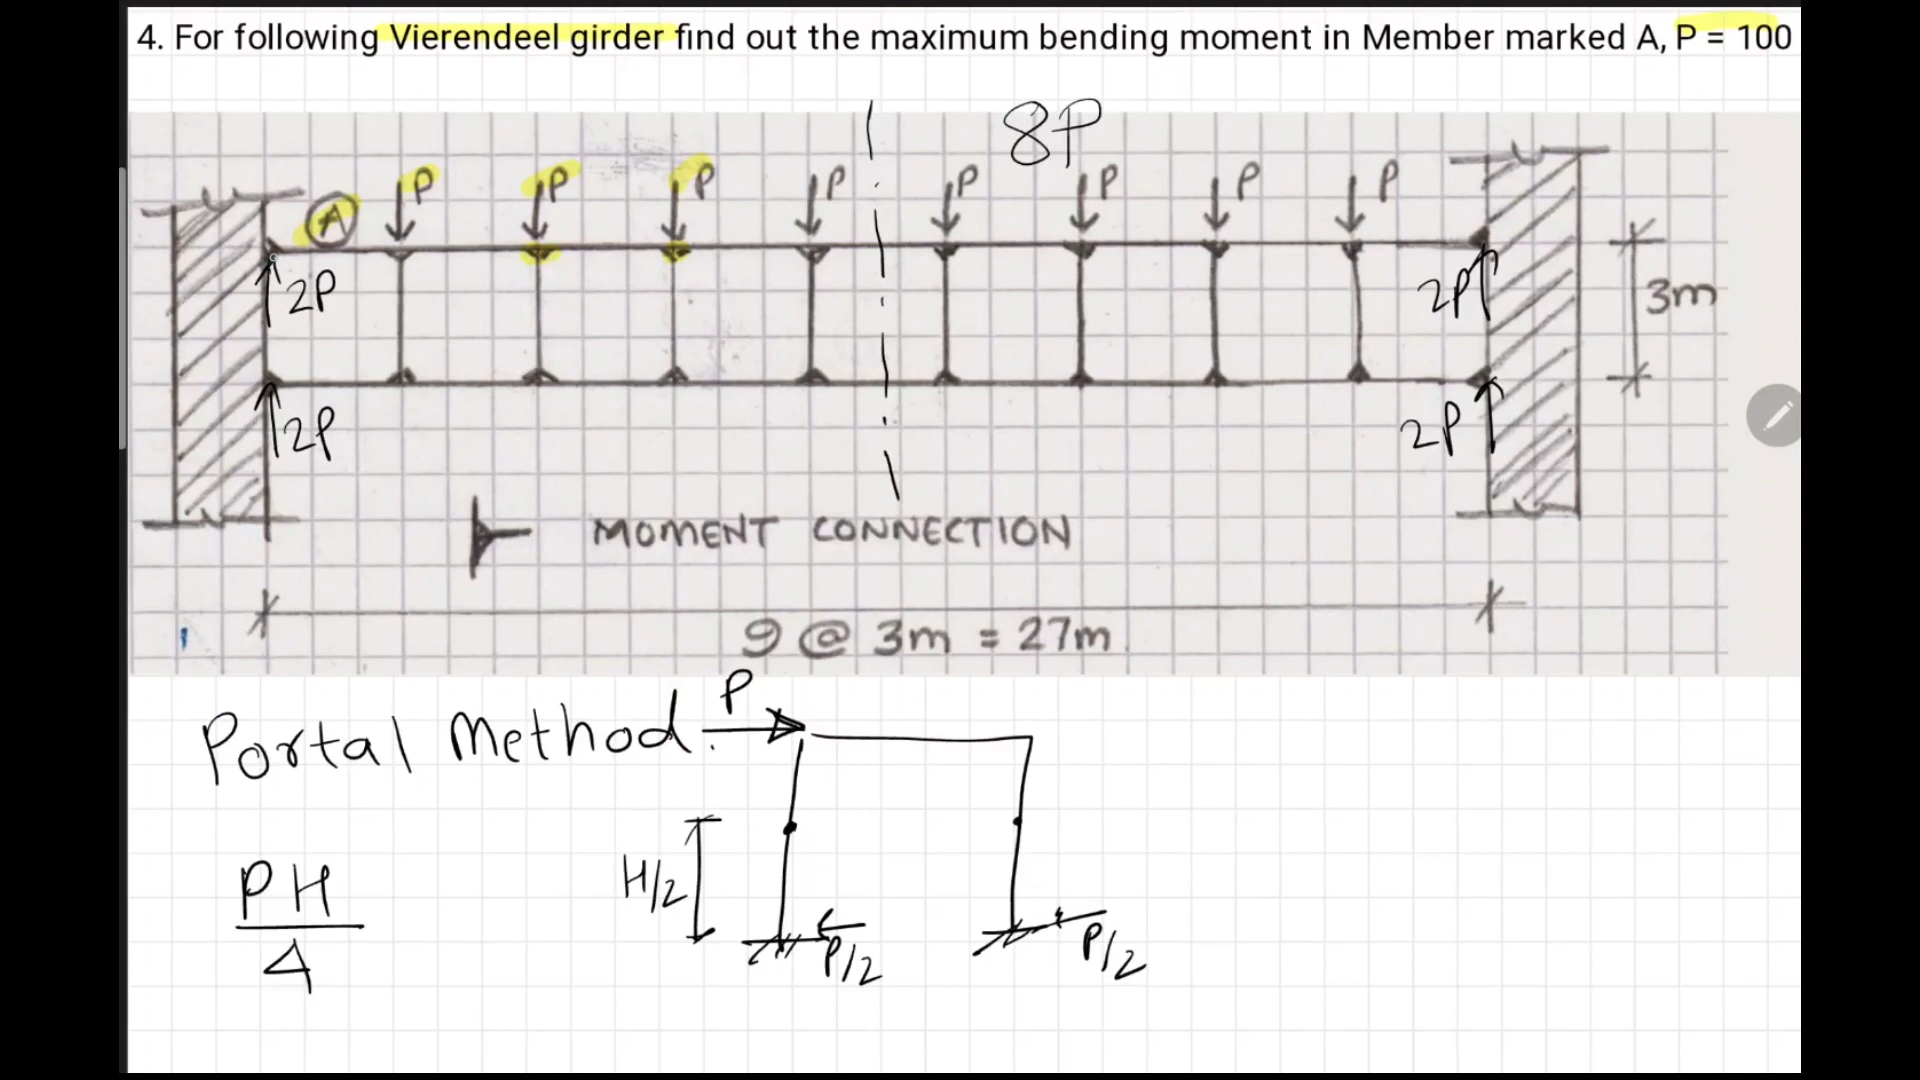 4. For following Vierendeel girder find out the maximum bending moment in Member marked A, P = 100
8P
A P P P P P P P P
2P 2P 3m
2P 2P
MOMENT CONNECTION
9 @ 3m = 27m
Portal Method. P
H/2
PH
4
P/2 P/2